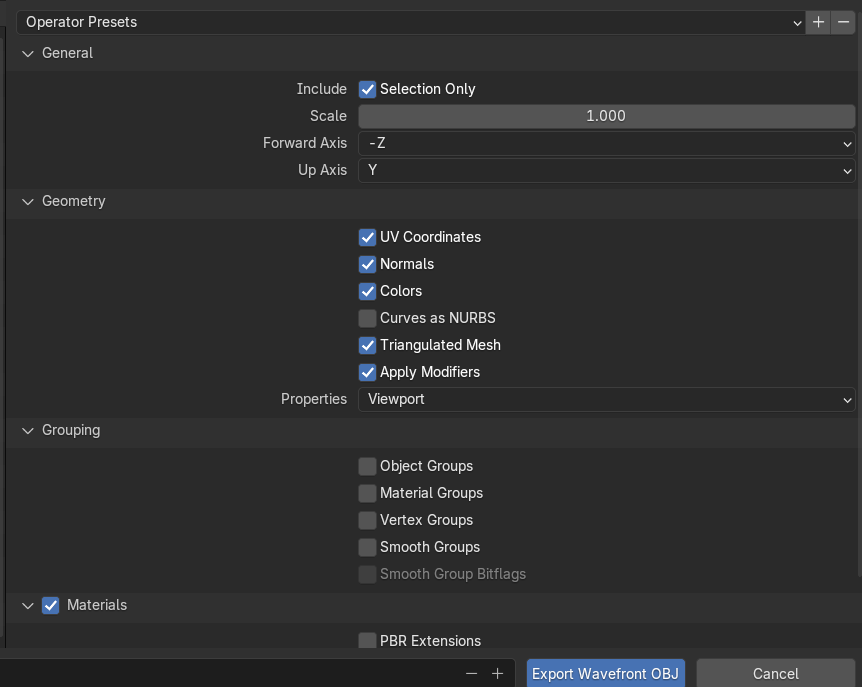 Operator Presets
General
Include Selection Only
Scale 1.000
Forward Axis -Z
Up Axis Y
Geometry
UV Coordinates
Normals
Colors
Curves as NURBS
Triangulated Mesh
Apply Modifiers
Properties Viewport
Grouping
Object Groups
Material Groups
Vertex Groups
Smooth Groups
Smooth Group Bitflags
Materials
PBR Extensions
Export Wavefront OBJ Cancel